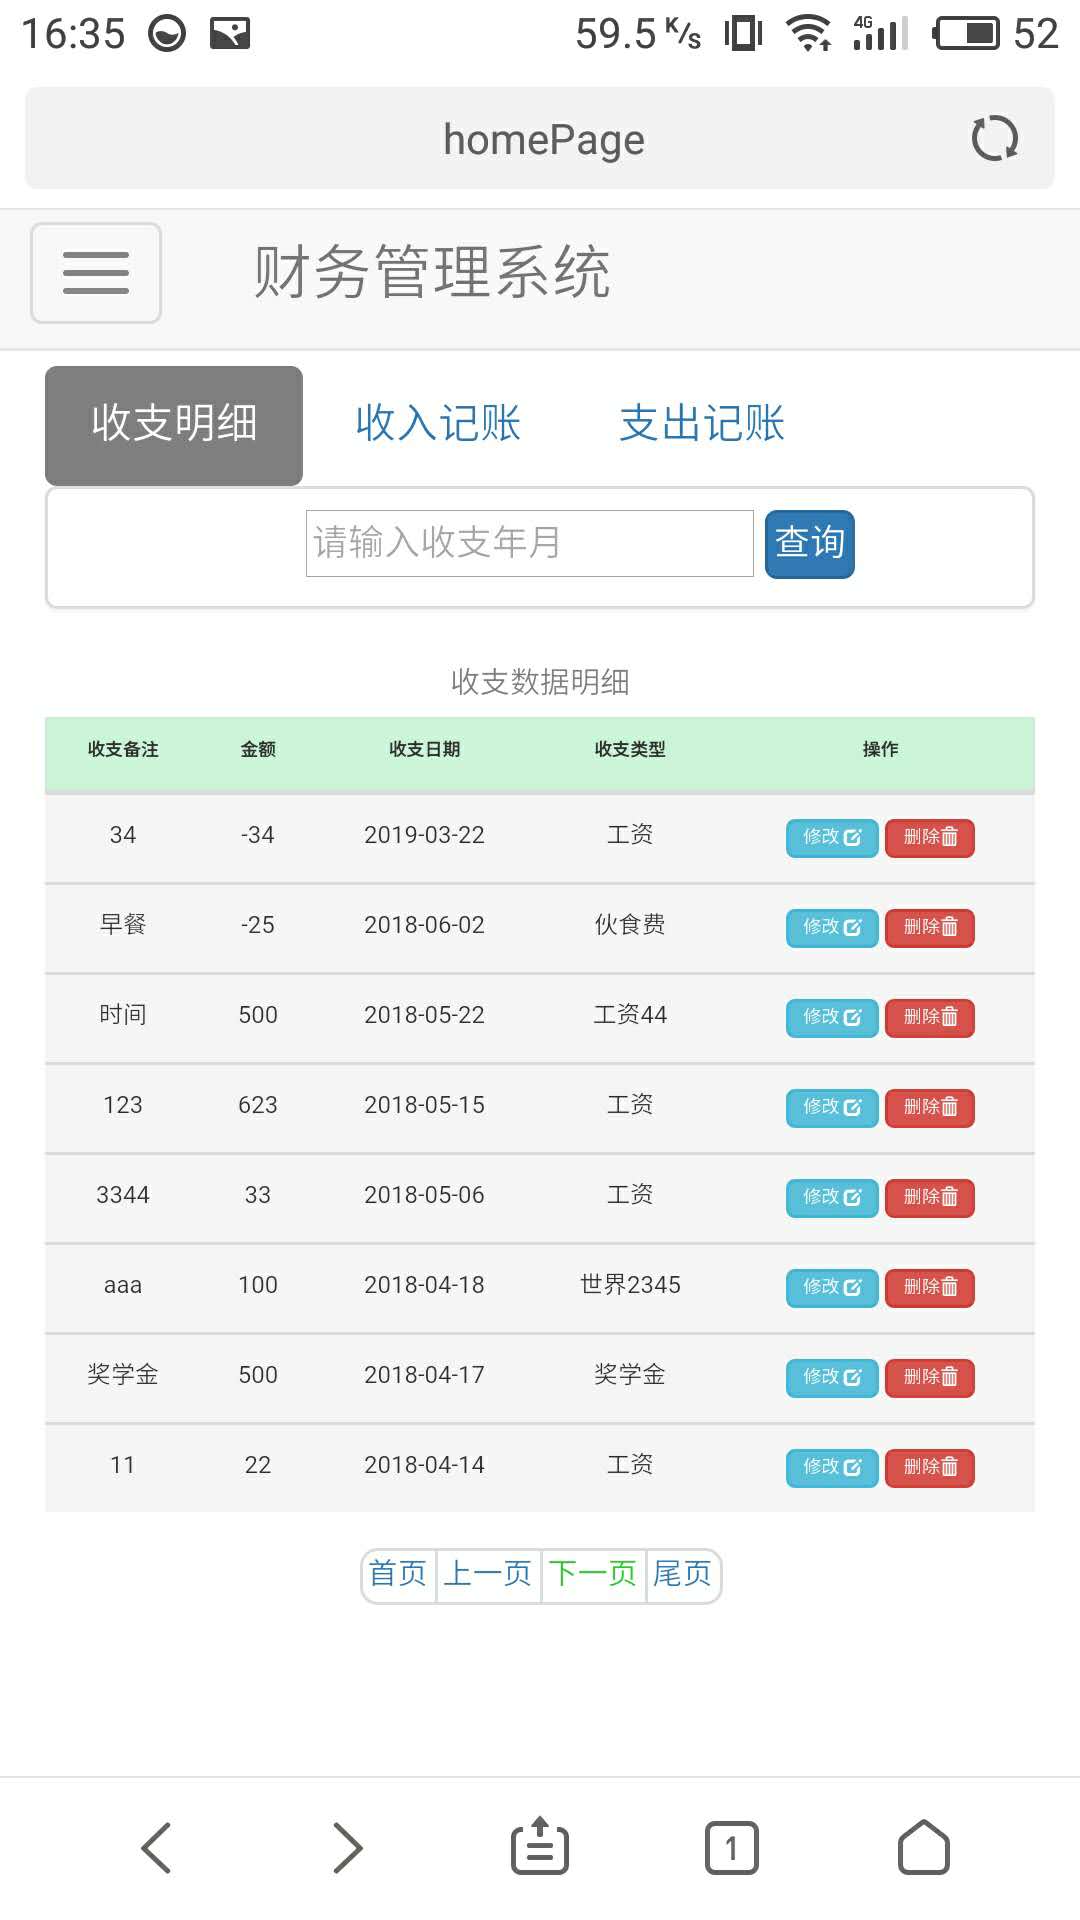 16:35 59.5 K/s 4G 52
homePage
财务管理系统
收支明细 收入记账 支出记账
请输入收支年月 查询
收支数据明细
收支备注 金额 收支日期 收支类型 操作
34 -34 2019-03-22 工资 修改 删除
早餐 -25 2018-06-02 伙食费 修改 删除
时间 500 2018-05-22 工资44 修改 删除
123 623 2018-05-15 工资 修改 删除
3344 33 2018-05-06 工资 修改 删除
aaa 100 2018-04-18 世界2345 修改 删除
奖学金 500 2018-04-17 奖学金 修改 删除
11 22 2018-04-14 工资 修改 删除
首页 上一页 下一页 尾页
1